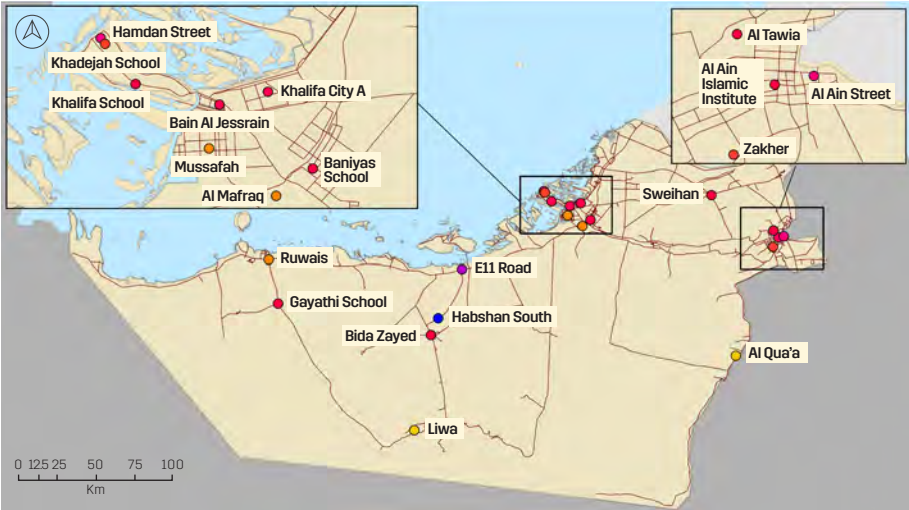 Hamdan Street
Khadejah School
Khalifa School
Khalifa City A
Bain Al Jessrain
Mussafah
Baniyas
School
Al Mafraq
Al Tawia
Al Ain
Islamic
Institute
Al Ain Street
Zakher
Sweihan
Ruwais
E11 Road
Gayathi School
Habshan South
Bida Zayed
Al Qua'a
Liwa
0 12.5 25 50 75 100
Km